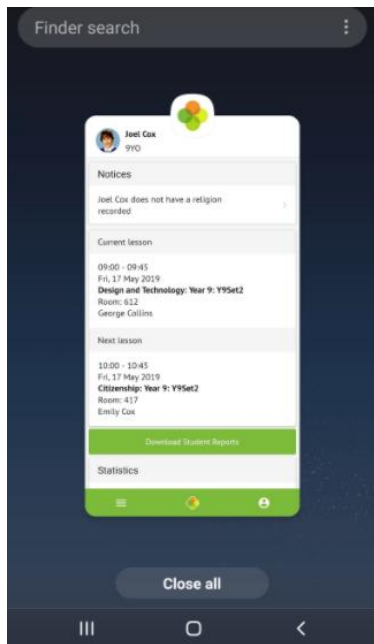 Finder search
Joel Cox
9YO
Notices
Joel Cox does not have a religion
recorded
Current lesson
09:00 - 09:45
Fri, 17 May 2019
Design and Technology: Year 9: Y9Set2
Room: 612
George Collins
Next lesson
10:00 - 10:45
Fri, 17 May 2019
Citizenship: Year 9: Y9Set2
Room: 417
Emily Cox
Download Student Reports
Statistics
Close all